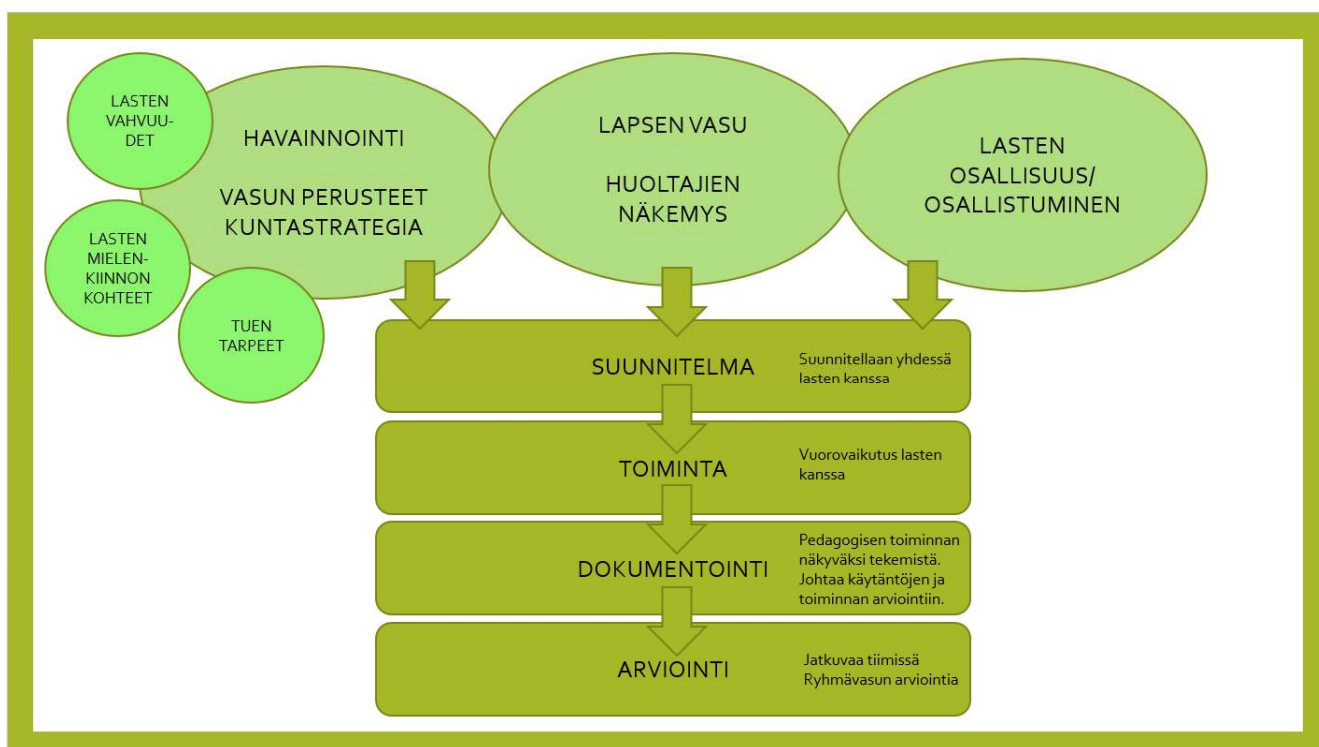 LASTEN
VAHVUU-
DET
HAVAINNOINTI
VASUN PERUSTEET
KUNTASTRATEGIA
LASTEN
MIELEN-
KIINNON
KOHTEET
TUEN
TARPEET
LAPSEN VASU
HUOLTAJIEN
NÄKEMYS
LASTEN
OSALLISUUS/
OSALLISTUMINEN
SUUNNITELMA
Suunnitellaan yhdessä
lasten kanssa
TOIMINTA
Vuorovaikutus lasten
kanssa
DOKUMENTOINTI
Pedagogisen toiminnan
näkyväksi tekemistä.
Johtaa käytäntöjen ja
toiminnan arviointiin.
ARVIOINTI
Jatkuvaa tiimissä
Ryhmävasun arviointia